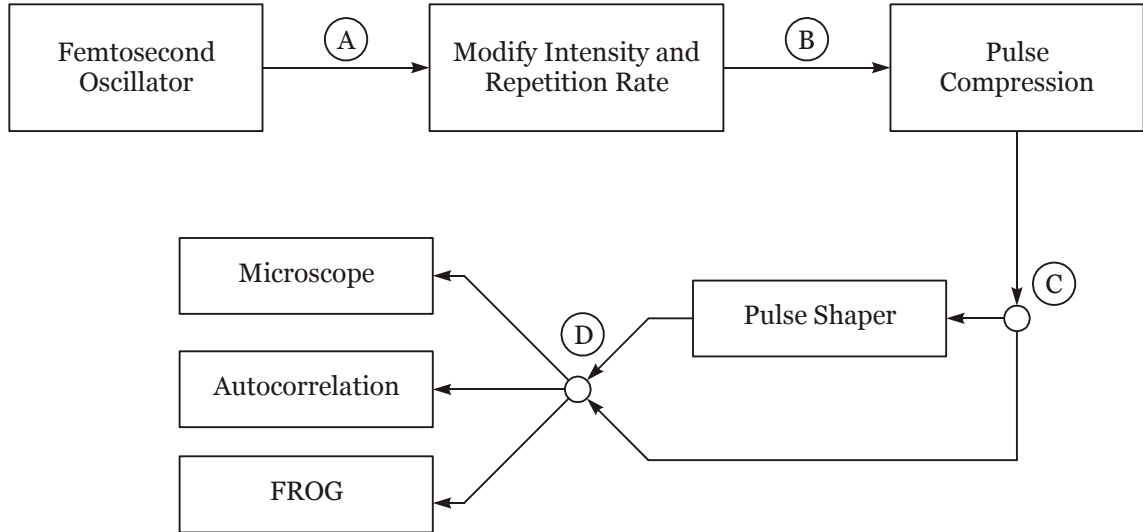 Femtosecond
Oscillator
A
Modify Intensity and
Repetition Rate
B
Pulse
Compression
C
Pulse Shaper
D
Microscope
Autocorrelation
FROG